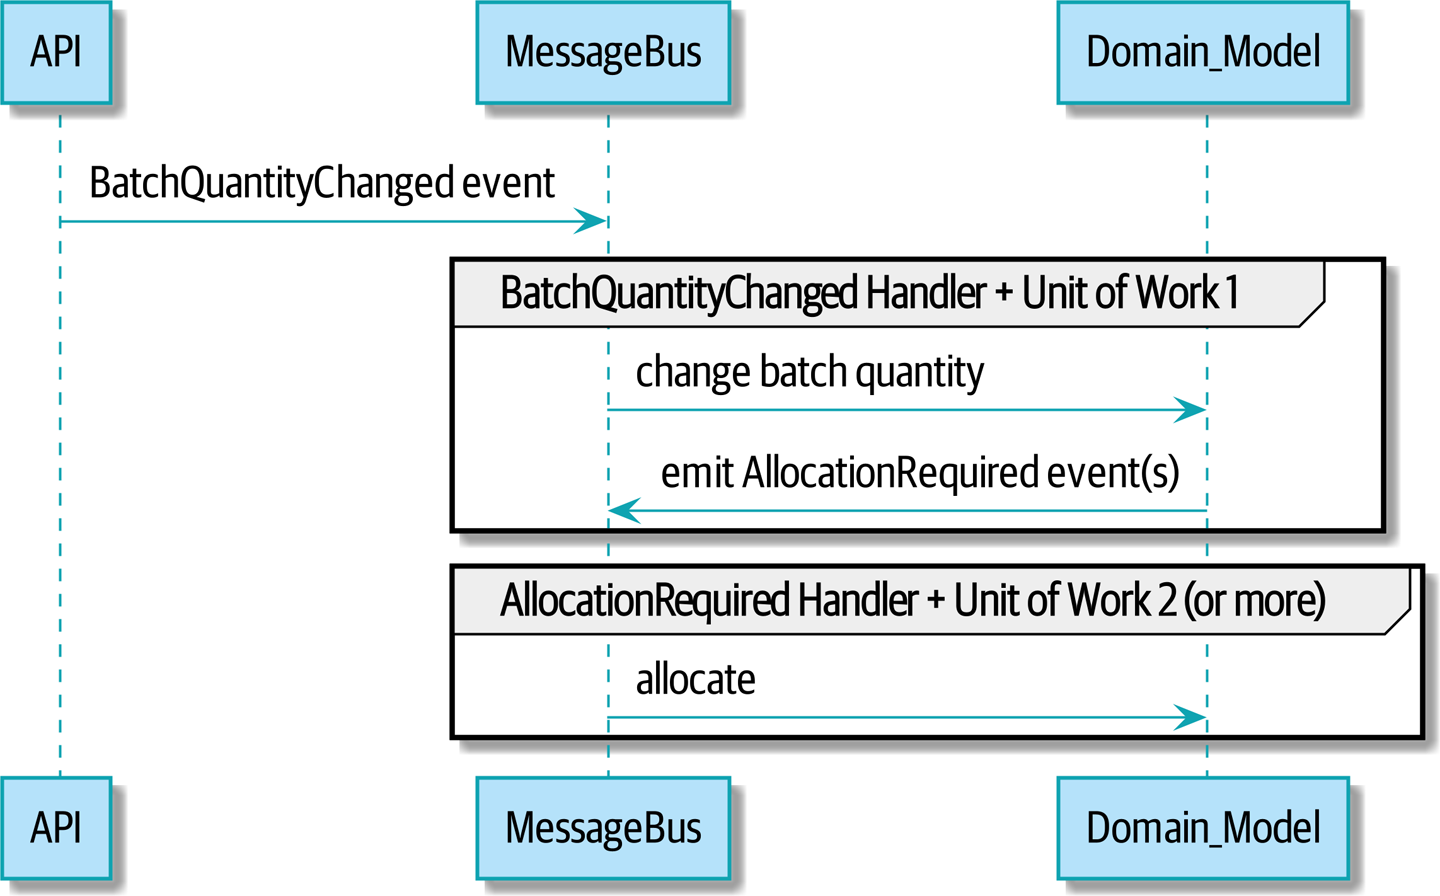 API
MessageBus
Domain_Model
BatchQuantityChanged event
BatchQuantityChanged Handler + Unit of Work 1
change batch quantity
emit AllocationRequired event(s)
AllocationRequired Handler + Unit of Work 2 (or more)
allocate
API
MessageBus
Domain_Model